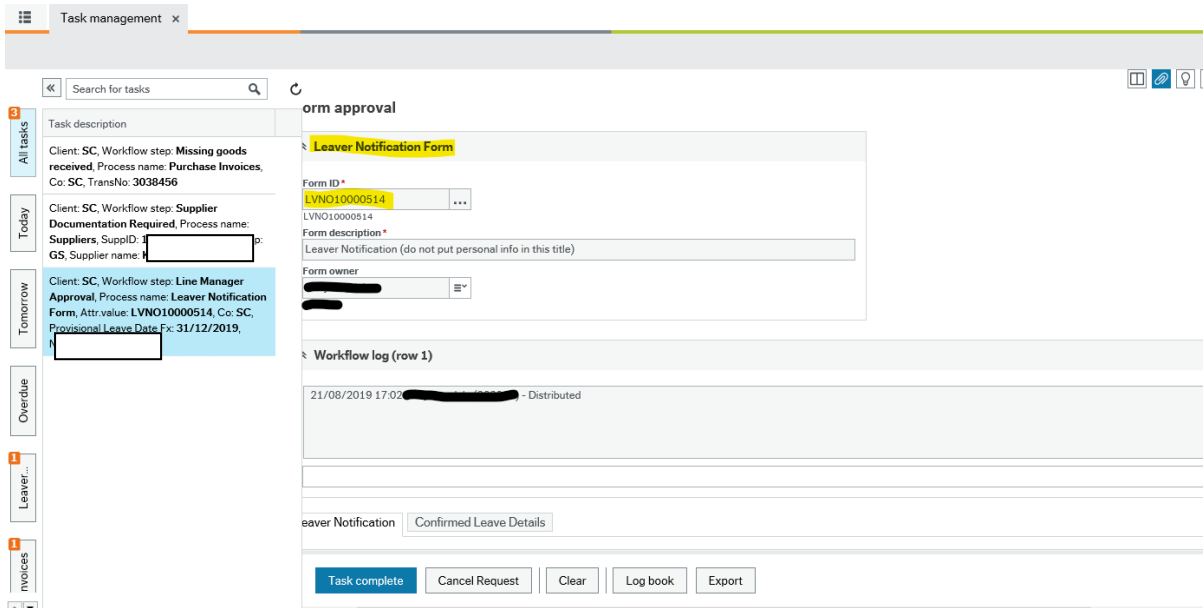 Task management ×
Search for tasks
3
All tasks
Today
Tomorrow
Overdue
1
Leaver...
1
nvoices
Task description
Client: SC, Workflow step: Missing goods
received, Process name: Purchase Invoices,
Co: SC, TransNo: 3038456
Client: SC, Workflow step: Supplier
Documentation Required, Process name:
Suppliers, SuppID: 1 p:
GS, Supplier name:
Client: SC, Workflow step: Line Manager
Approval, Process name: Leaver Notification
Form, Attr.value: LVNO10000514, Co: SC,
Provisional Leave Date Fx: 31/12/2019,
N
orm approval
Leaver Notification Form
Form ID*
LVNO10000514 ...
LVNO10000514
Form description*
Leaver Notification (do not put personal info in this title)
Form owner
Workflow log (row 1)
21/08/2019 17:02 - Distributed
eaver Notification Confirmed Leave Details
Task complete Cancel Request Clear Log book Export